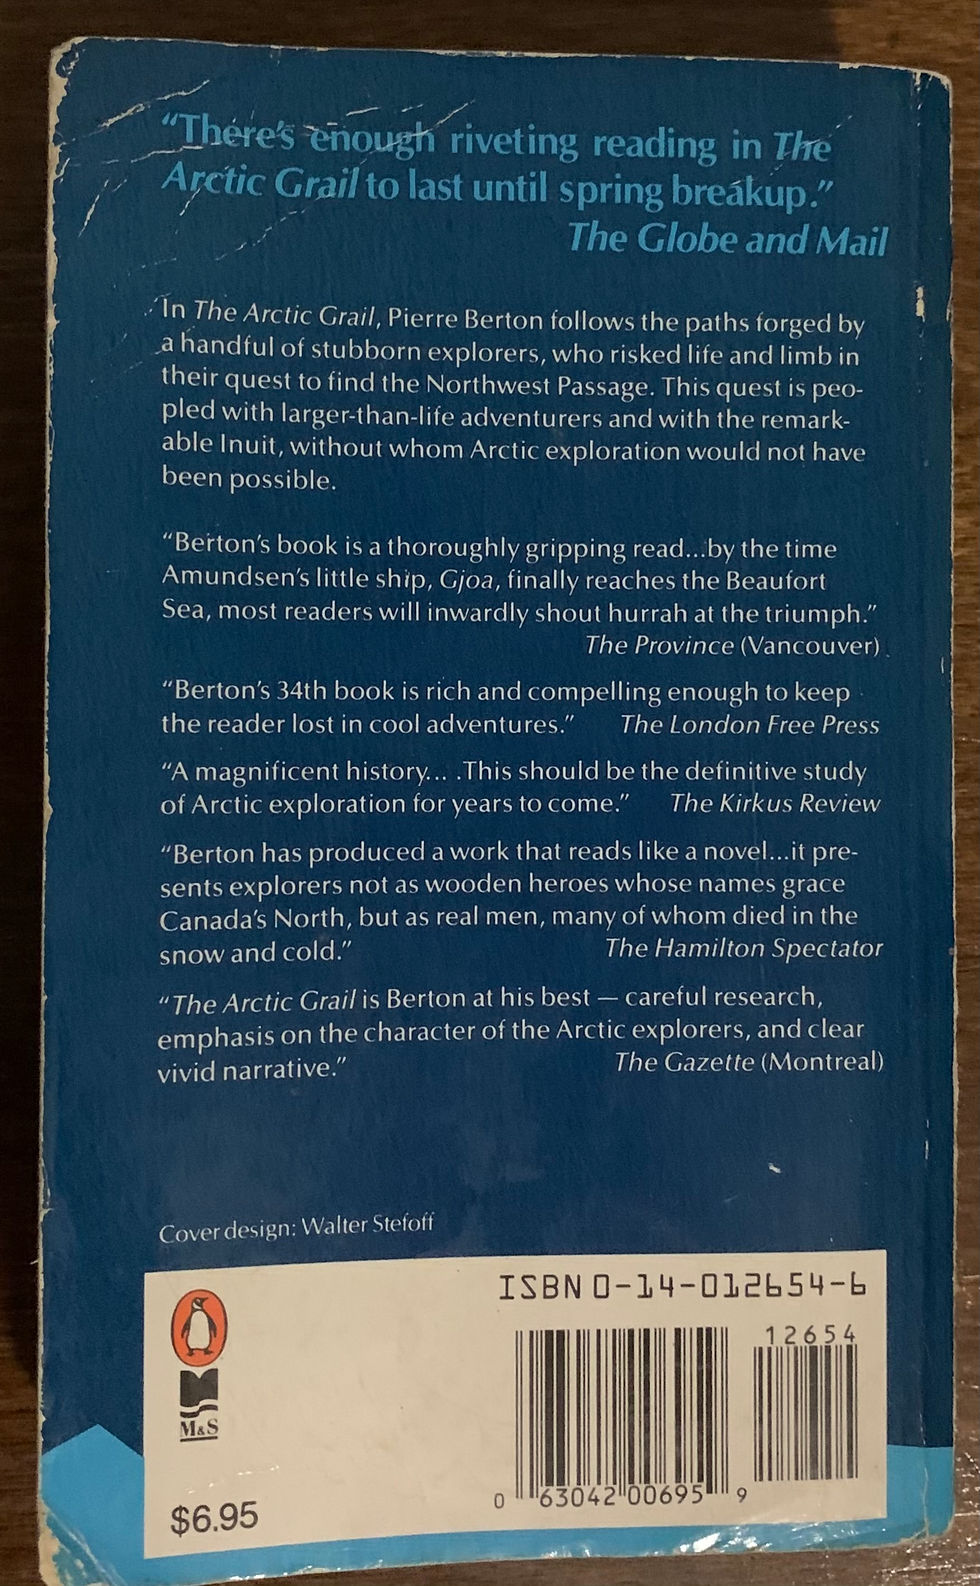 "There's enough riveting reading in The
Arctic Grail to last until spring breakup."
The Globe and Mail
In The Arctic Grail, Pierre Berton follows the paths forged by
a handful of stubborn explorers, who risked life and limb in
their quest to find the Northwest Passage. This quest is peo-
pled with larger-than-life adventurers and with the remark-
able Inuit, without whom Arctic exploration would not have
been possible.
"Berton's book is a thoroughly gripping read...by the time
Amundsen's little ship, Gjoa, finally reaches the Beaufort
Sea, most readers will inwardly shout hurrah at the triumph."
The Province (Vancouver)
"Berton's 34th book is rich and compelling enough to keep
the reader lost in cool adventures." The London Free Press
"A magnificent history... .This should be the definitive study
of Arctic exploration for years to come." The Kirkus Review
"Berton has produced a work that reads like a novel...it pre-
sents explorers not as wooden heroes whose names grace
Canada's North, but as real men, many of whom died in the
snow and cold." The Hamilton Spectator
"The Arctic Grail is Berton at his best — careful research,
emphasis on the character of the Arctic explorers, and clear
vivid narrative." The Gazette (Montreal)
Cover design: Walter Stefoff
ISBN 0-14-012654-6
12654
M&S
0 63042 00695 9
$6.95